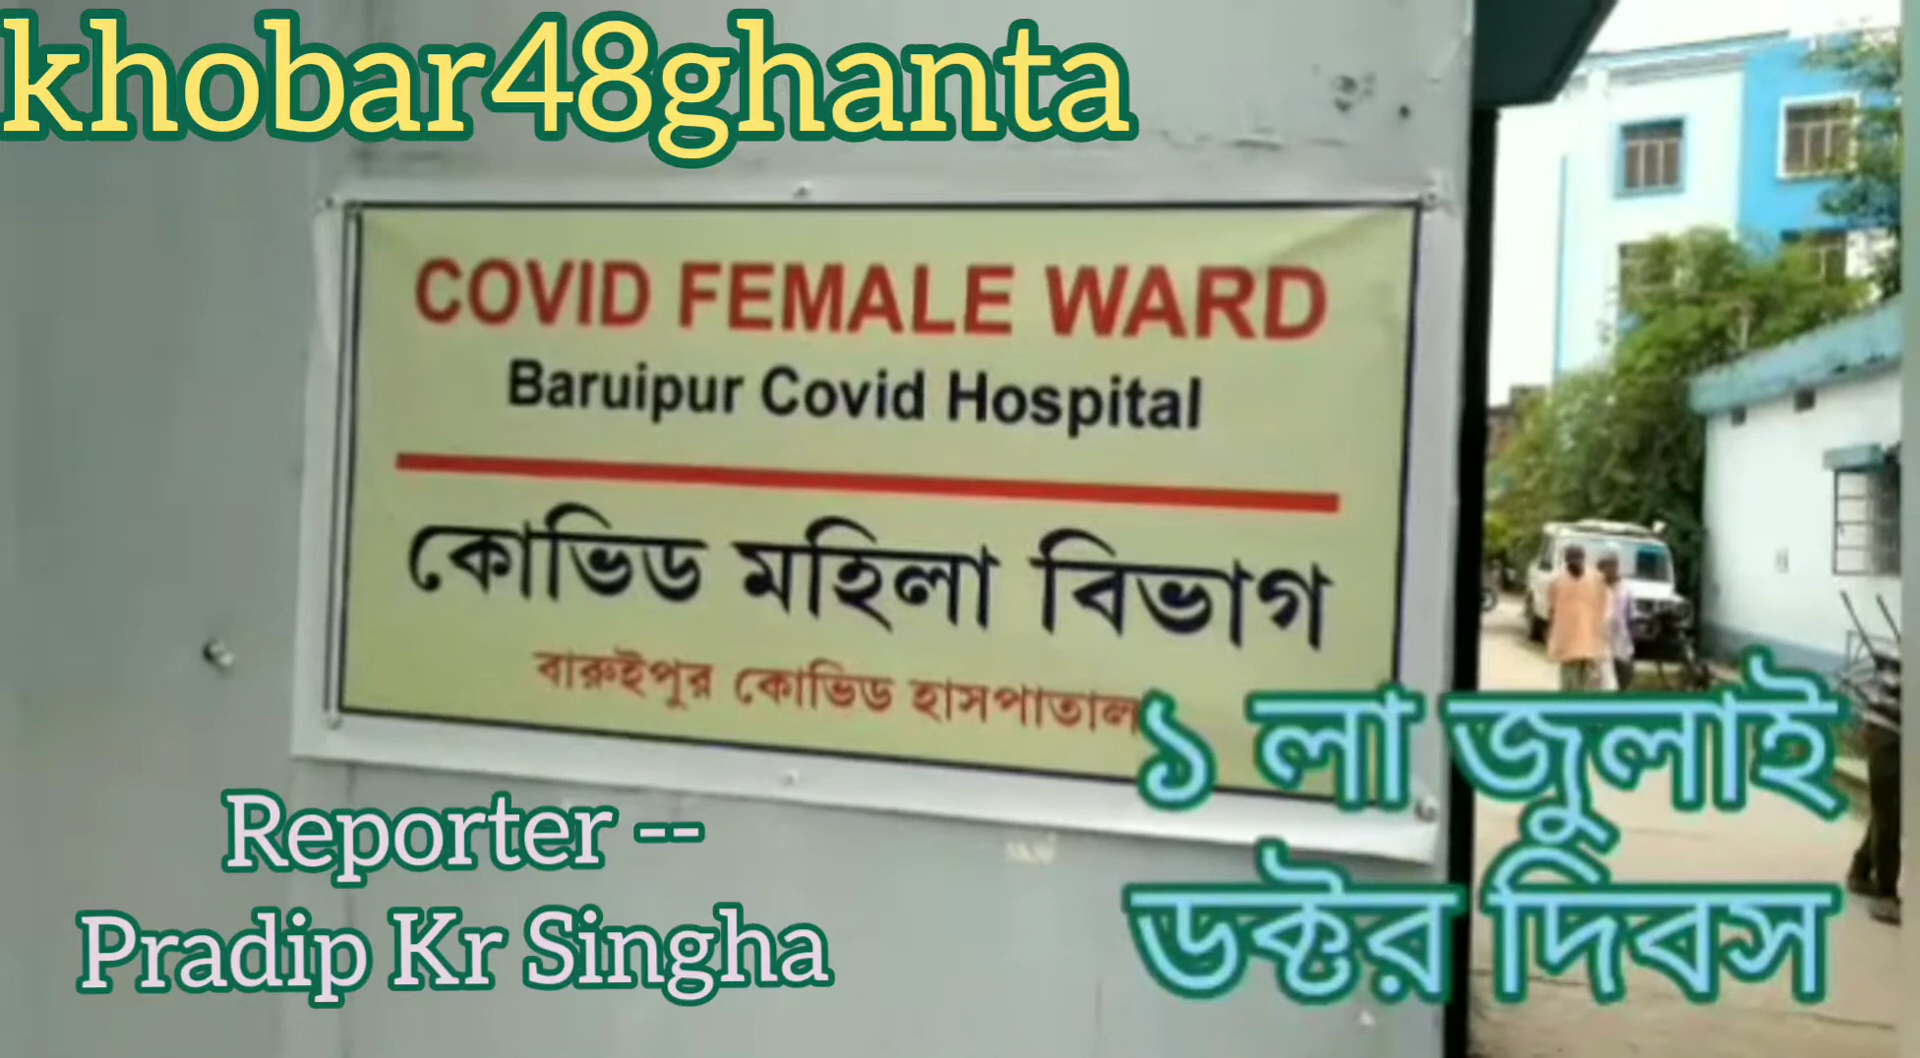 khobar48ghanta
COVID FEMALE WARD
Baruipur Covid Hospital
কোভিড মহিলা বিভাগ
বারুইপুর কোভিড হাসপাতাল
১ লা জুলাই
ডক্টর দিবস
Reporter --
Pradip Kr Singha